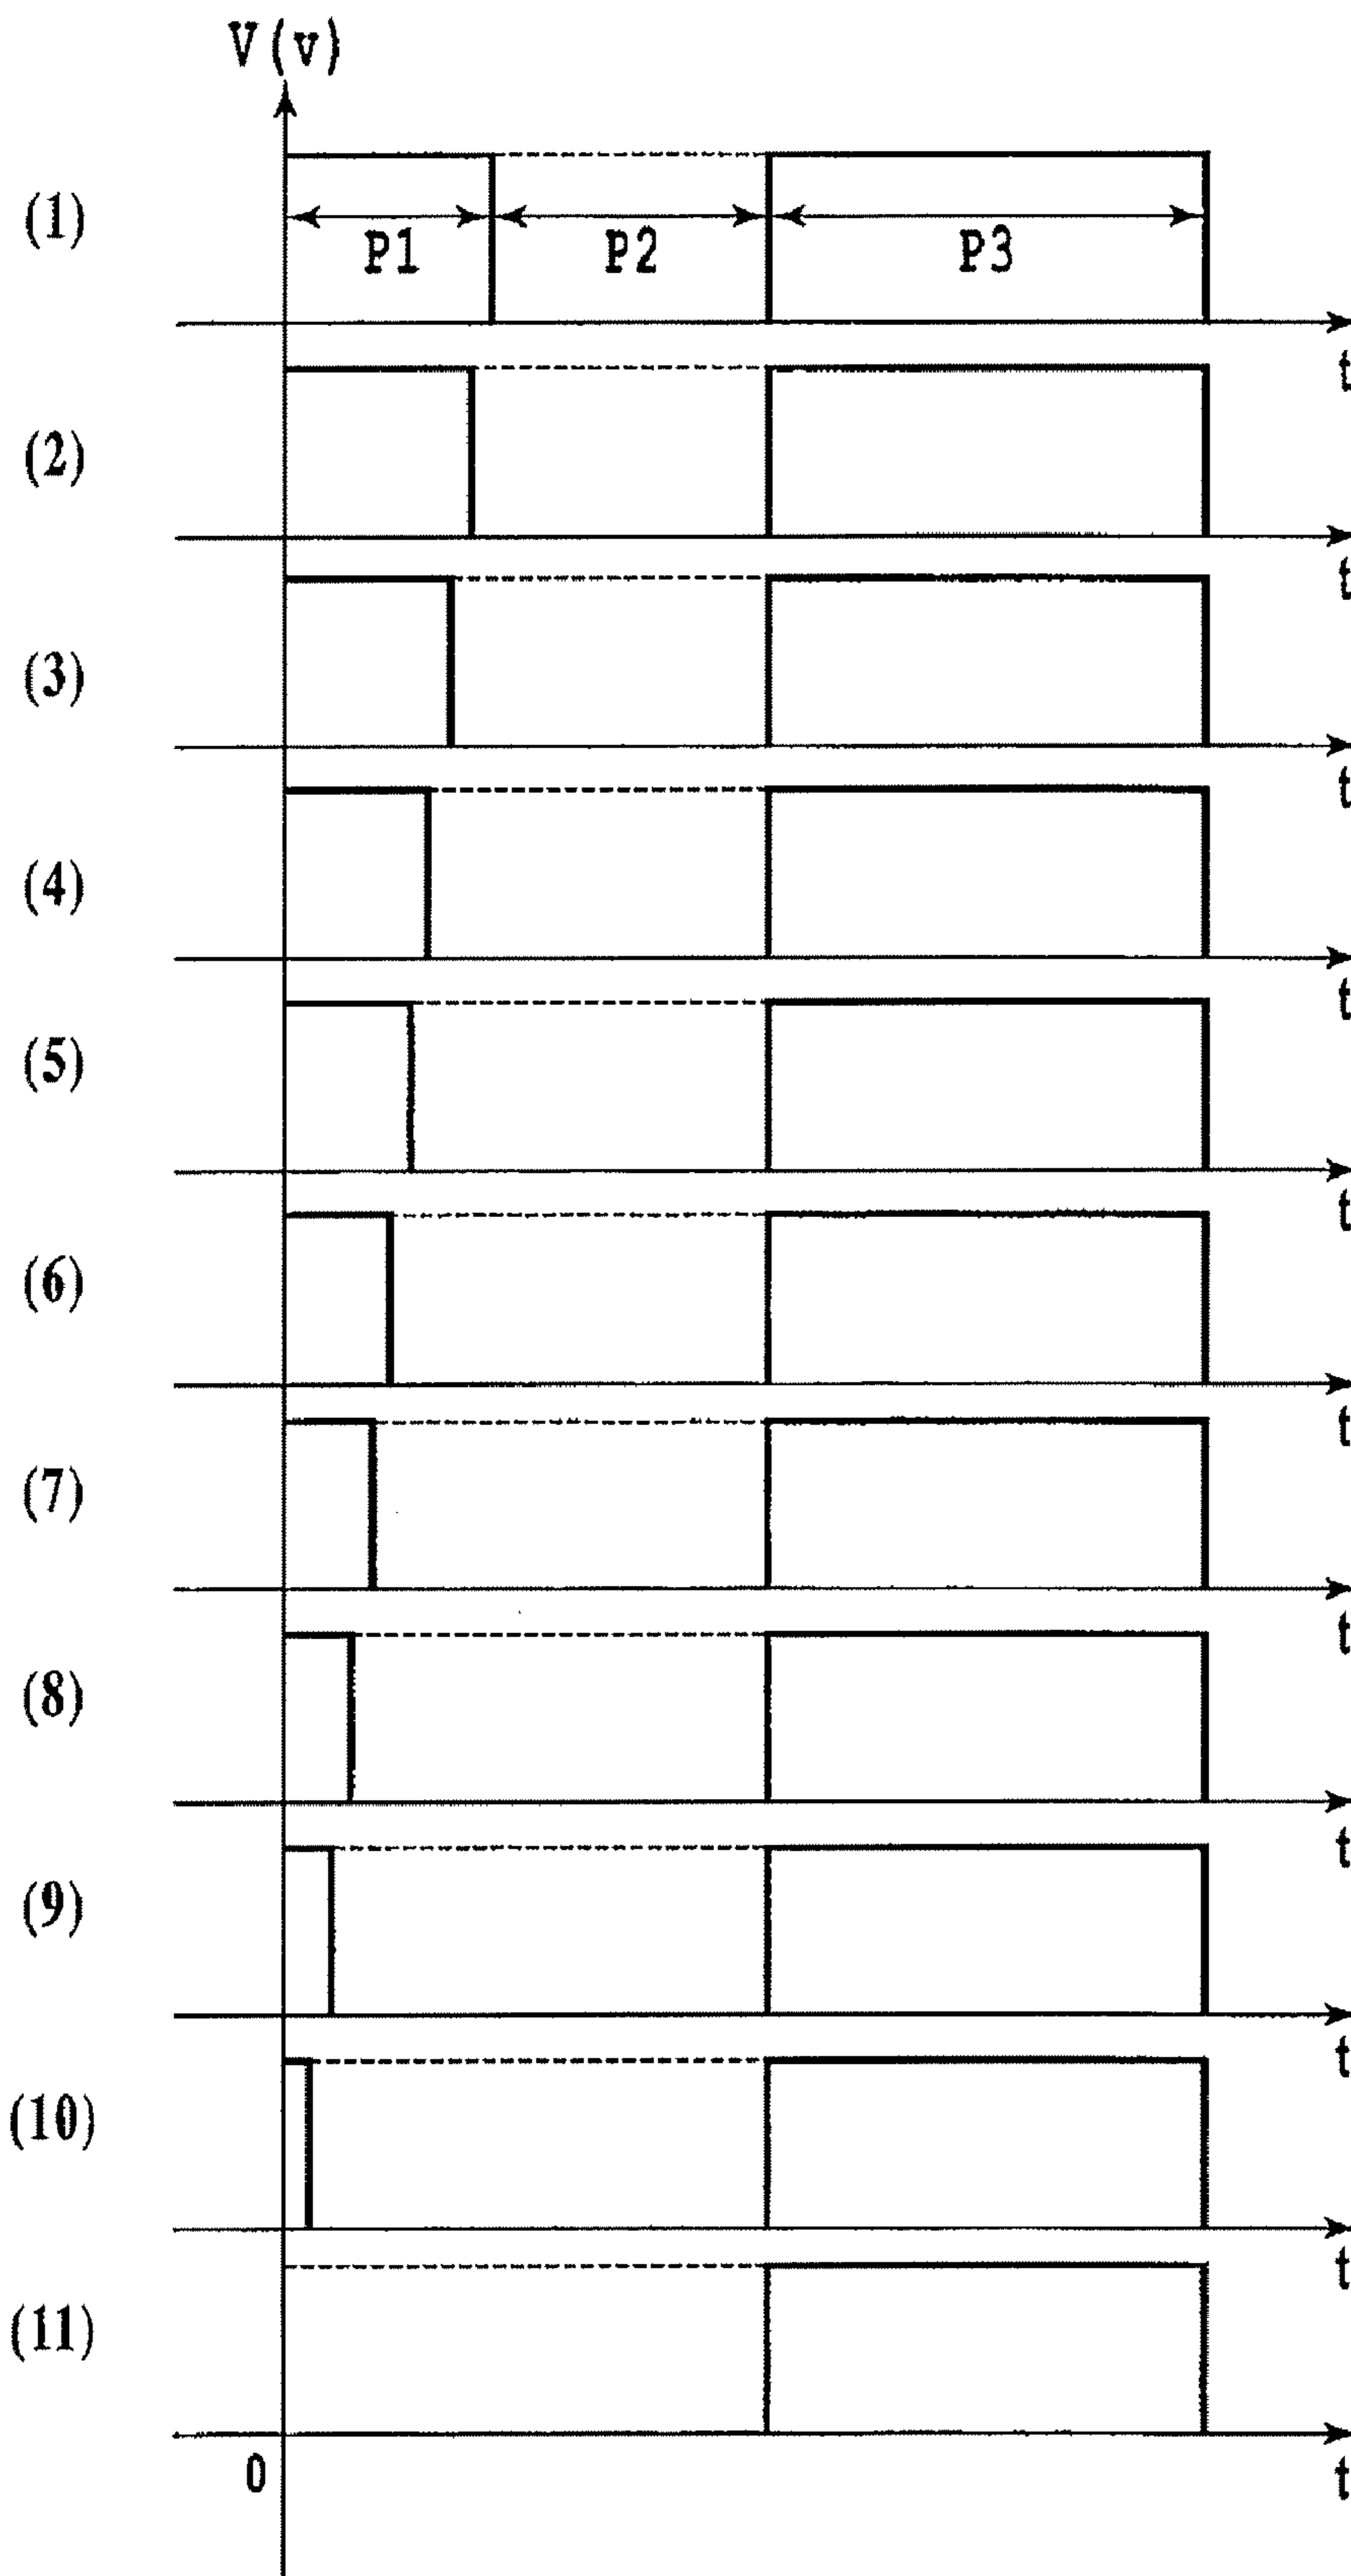 V(v)
(1)
P1 P2 P3
t
(2)
t
(3)
t
(4)
t
(5)
t
(6)
t
(7)
t
(8)
t
(9)
t
(10)
t
(11)
0
t